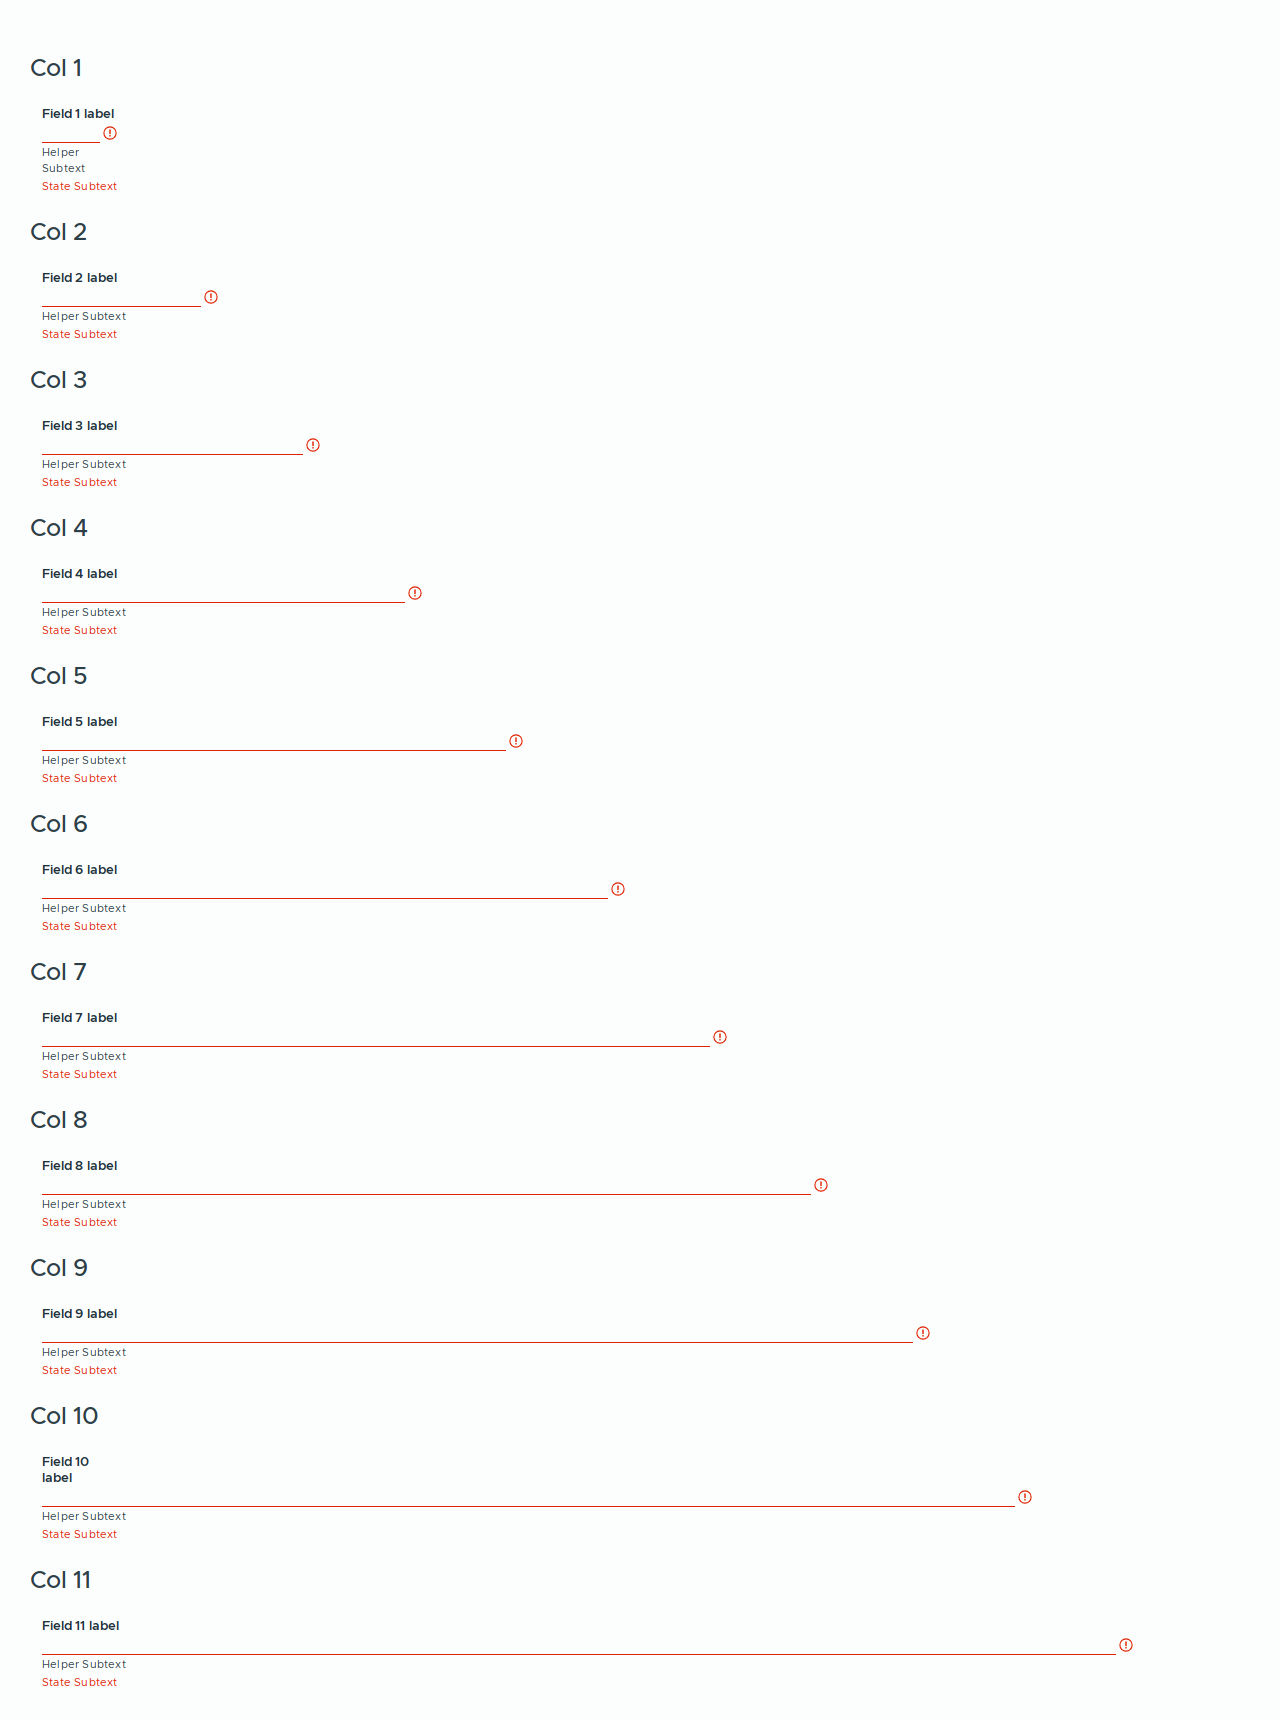 Col 1
Field 1 label
Helper
Subtext
State Subtext
Col 2
Field 2 label
Helper Subtext
State Subtext
Col 3
Field 3 label
Helper Subtext
State Subtext
Col 4
Field 4 label
Helper Subtext
State Subtext
Col 5
Field 5 label
Helper Subtext
State Subtext
Col 6
Field 6 label
Helper Subtext
State Subtext
Col 7
Field 7 label
Helper Subtext
State Subtext
Col 8
Field 8 label
Helper Subtext
State Subtext
Col 9
Field 9 label
Helper Subtext
State Subtext
Col 10
Field 10
label
Helper Subtext
State Subtext
Col 11
Field 11 label
Helper Subtext
State Subtext